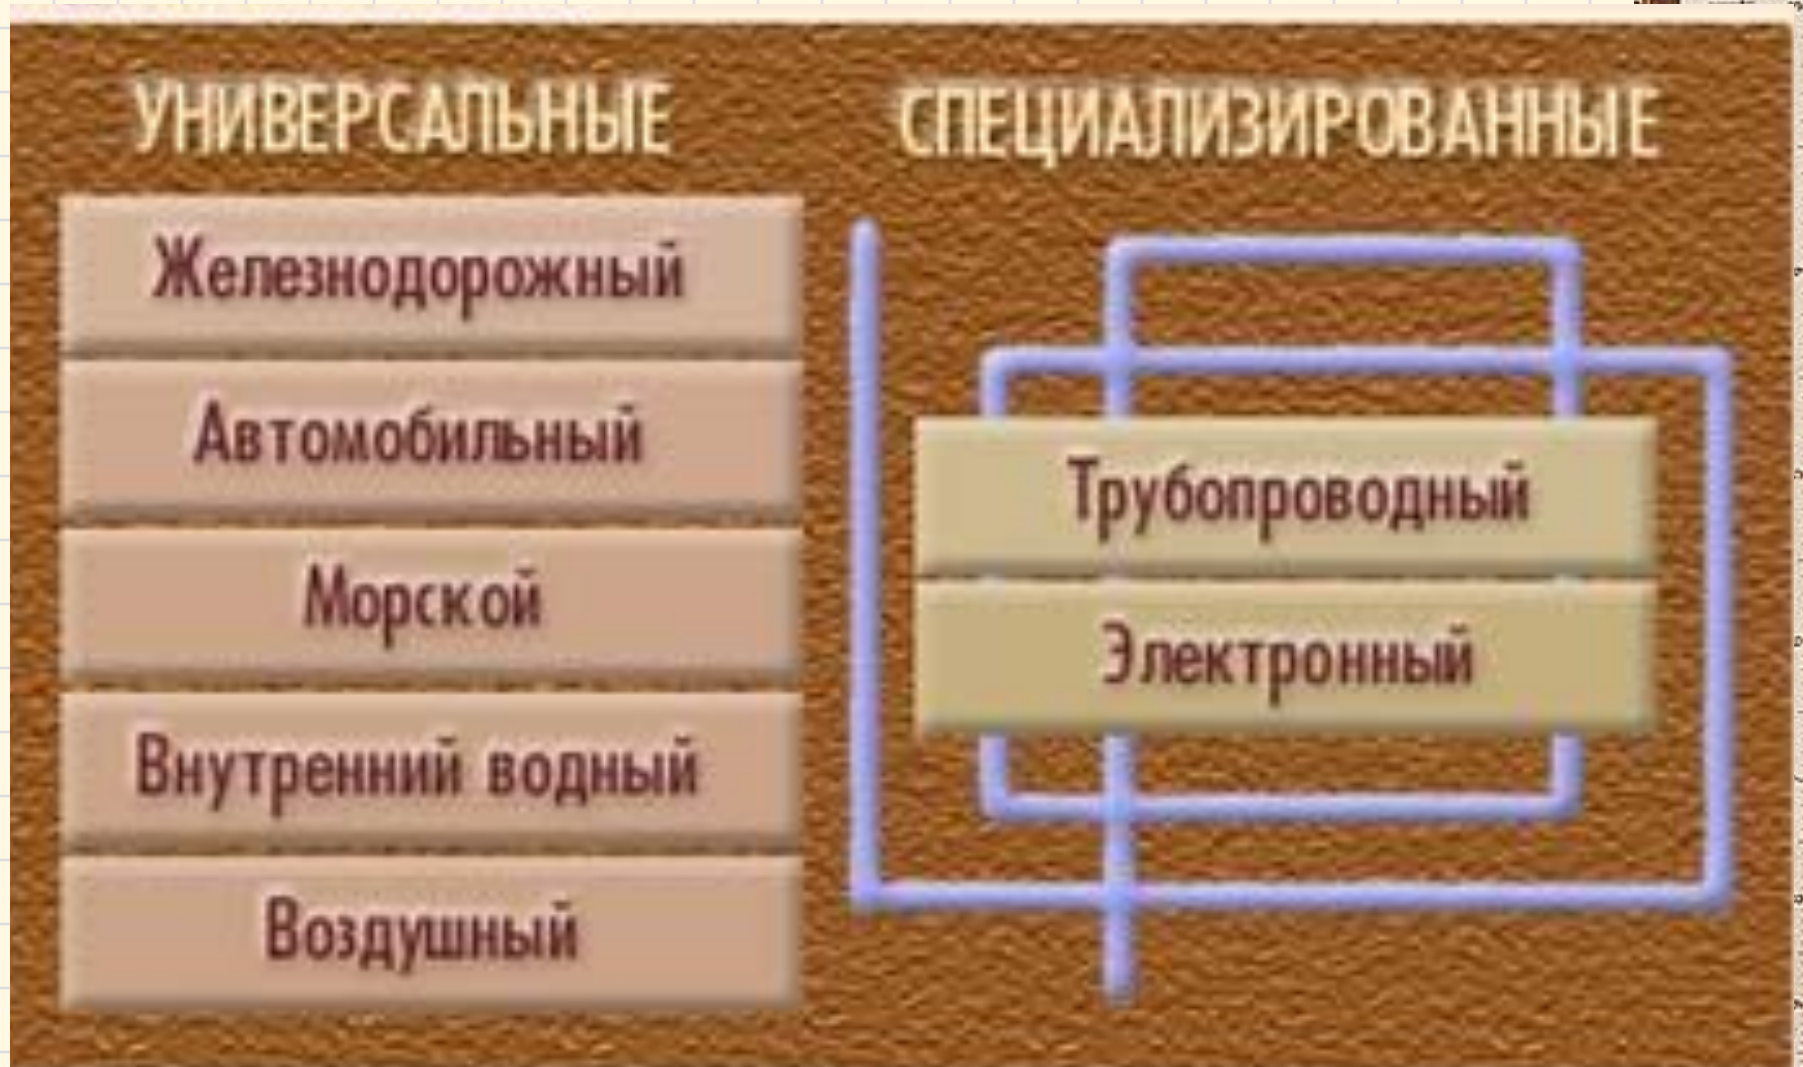 УНИВЕРСАЛЬНЫЕ
Железнодорожный
Автомобильный
Морской
Внутренний водный
Воздушный
СПЕЦИАЛИЗИРОВАННЫЕ
Трубопроводный
Электронный